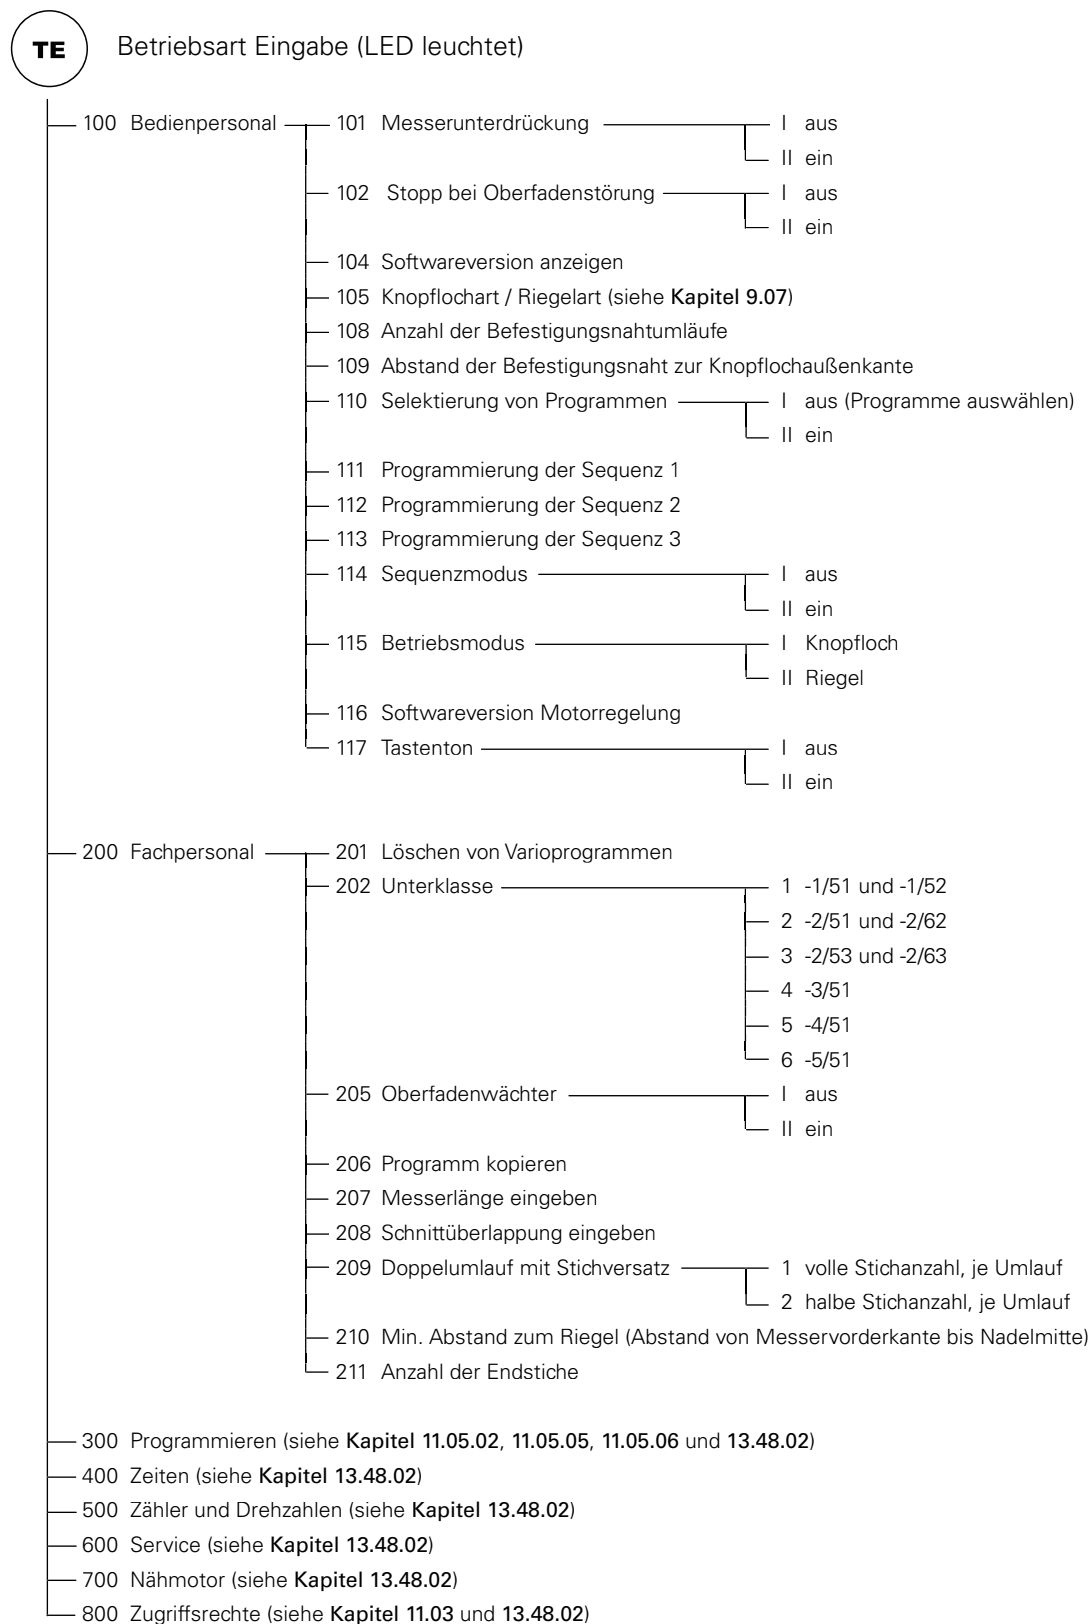 TE Betriebsart Eingabe (LED leuchtet)
100 Bedienpersonal 101 Messerunterdrückung I aus
II ein
102 Stopp bei Oberfadenstörung I aus
II ein
104 Softwareversion anzeigen
105 Knopflochart / Riegelart (siehe Kapitel 9.07)
108 Anzahl der Befestigungsnahtumläufe
109 Abstand der Befestigungsnaht zur Knopflochaußenkante
110 Selektierung von Programmen I aus (Programme auswählen)
II ein
111 Programmierung der Sequenz 1
112 Programmierung der Sequenz 2
113 Programmierung der Sequenz 3
114 Sequenzmodus I aus
II ein
115 Betriebsmodus I Knopfloch
II Riegel
116 Softwareversion Motorregelung
117 Tastenton I aus
II ein
200 Fachpersonal 201 Löschen von Varioprogrammen
202 Unterklasse 1 -1/51 und -1/52
2 -2/51 und -2/62
3 -2/53 und -2/63
4 -3/51
5 -4/51
6 -5/51
205 Oberfadenwächter I aus
II ein
206 Programm kopieren
207 Messerlänge eingeben
208 Schnittüberlappung eingeben
209 Doppelumlauf mit Stichversatz 1 volle Stichanzahl, je Umlauf
2 halbe Stichanzahl, je Umlauf
210 Min. Abstand zum Riegel (Abstand von Messervorderkante bis Nadelmitte)
211 Anzahl der Endstiche
300 Programmieren (siehe Kapitel 11.05.02, 11.05.05, 11.05.06 und 13.48.02)
400 Zeiten (siehe Kapitel 13.48.02)
500 Zähler und Drehzahlen (siehe Kapitel 13.48.02)
600 Service (siehe Kapitel 13.48.02)
700 Nähmotor (siehe Kapitel 13.48.02)
800 Zugriffsrechte (siehe Kapitel 11.03 und 13.48.02)